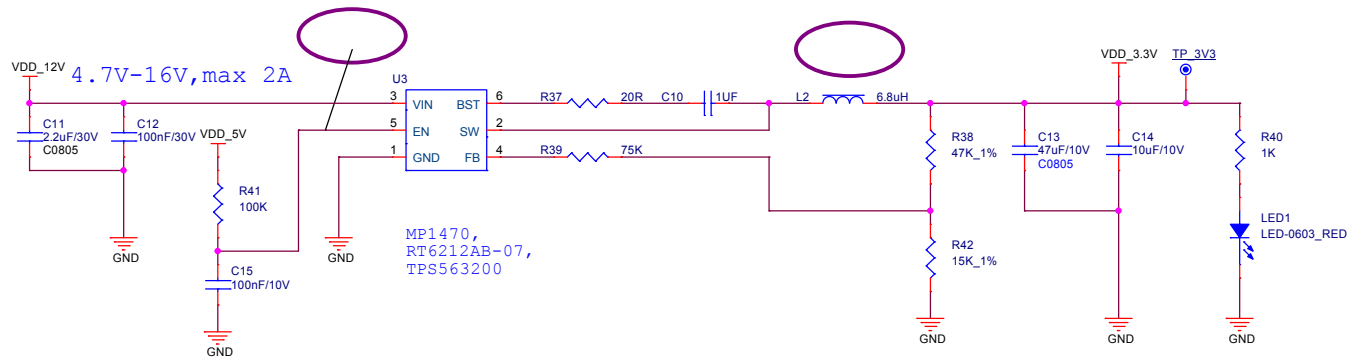 VDD_12V
4.7V-16V,max 2A
C11
2.2uF/30V
C0805
C12
100nF/30V
GND
VDD_5V
R41
100K
C15
100nF/10V
GND
GND
U3
3 VIN BST 6
5 EN SW 2
1 GND FB 4
MP1470,
RT6212AB-07,
TPS563200
R37 20R
C10 1UF
R39 75K
L2 6.8uH
R38
47K_1%
R42
15K_1%
GND
C13
47uF/10V
C0805
C14
10uF/10V
GND
VDD_3.3V
TP_3V3
R40
1K
LED1
LED-0603_RED
GND